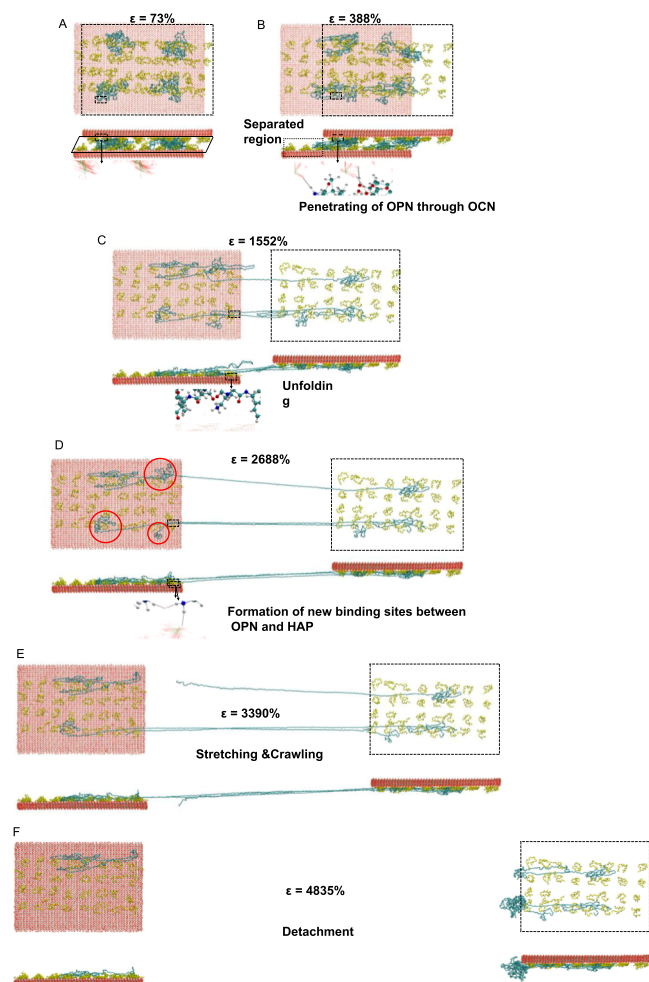 A
ε = 73%
B
ε = 388%
Separated
region
Penetrating of OPN through OCN
C
ε = 1552%
Unfoldin
g
D
ε = 2688%
Formation of new binding sites between
OPN and HAP
E
ε = 3390%
Stretching &Crawling
F
ε = 4835%
Detachment